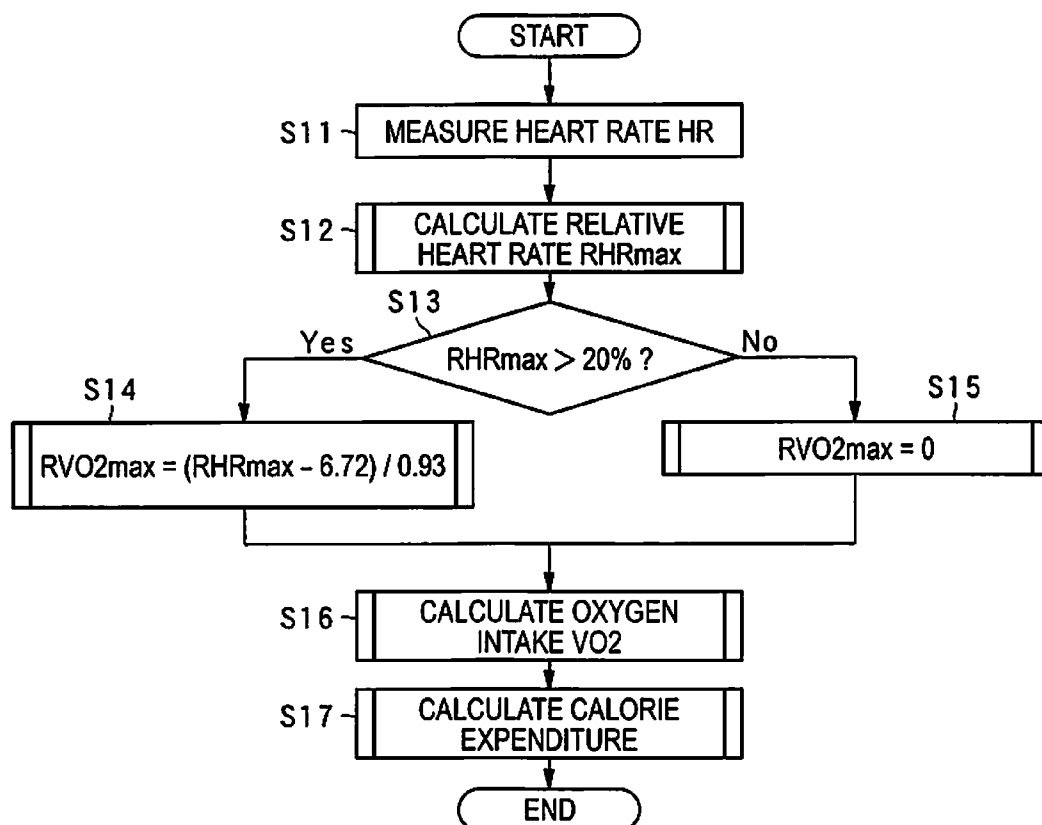 START
S11
MEASURE HEART RATE HR
S12
CALCULATE RELATIVE
HEART RATE RHRmax
S13
Yes
RHRmax > 20% ?
No
S14
RVO2max = (RHRmax – 6.72) / 0.93
S15
RVO2max = 0
S16
CALCULATE OXYGEN
INTAKE VO2
S17
CALCULATE CALORIE
EXPENDITURE
END